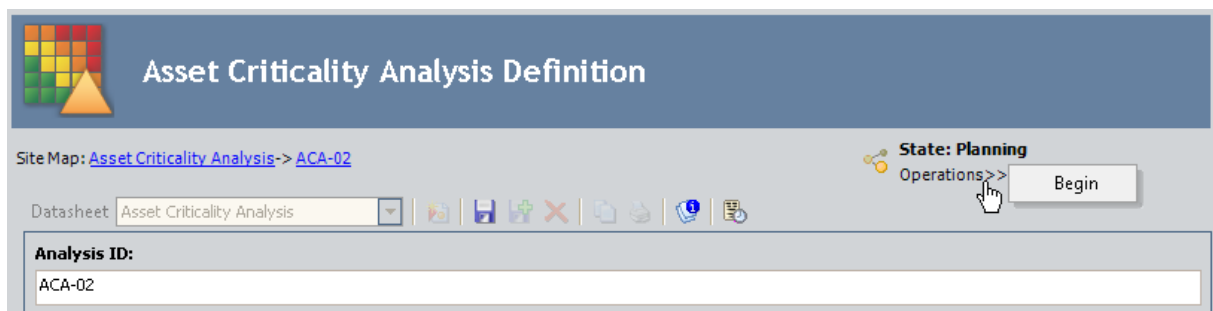 Asset Criticality Analysis Definition
Site Map: Asset Criticality Analysis-> ACA-02
State: Planning
Operations>>
Begin
Datasheet Asset Criticality Analysis
Analysis ID:
ACA-02